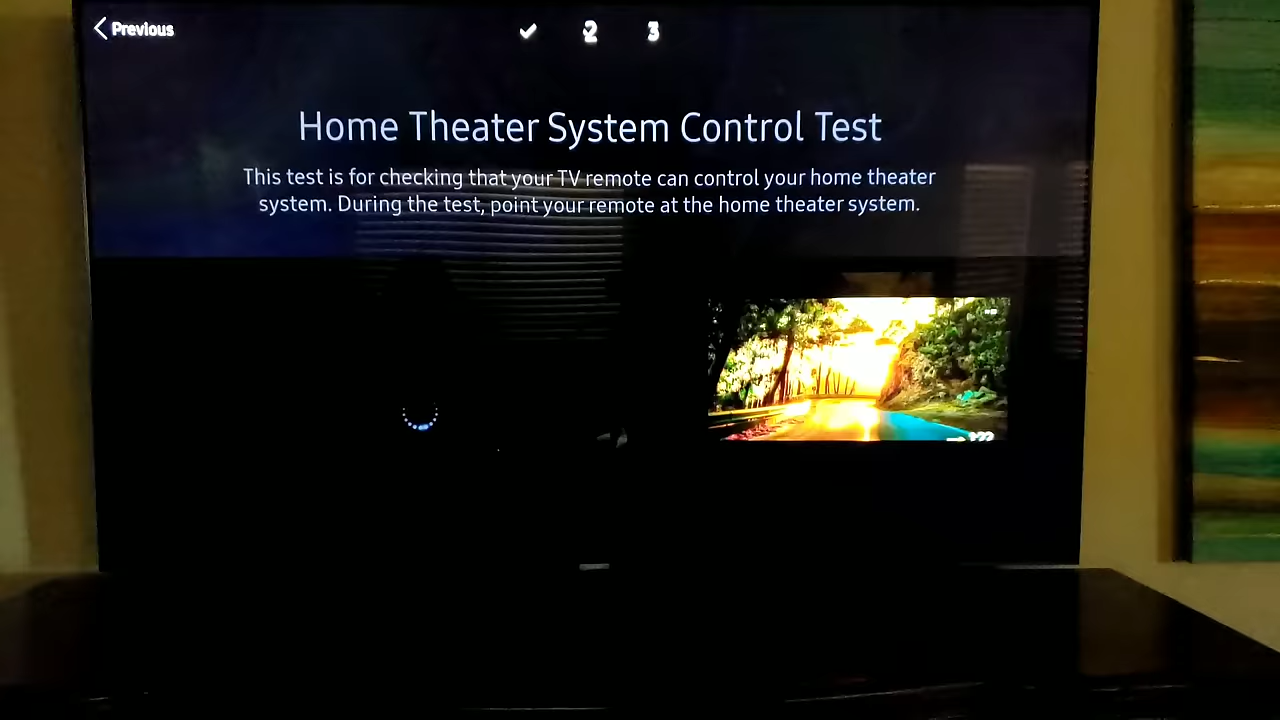 Previous
2 3
Home Theater System Control Test
This test is for checking that your TV remote can control your home theater
system. During the test, point your remote at the home theater system.